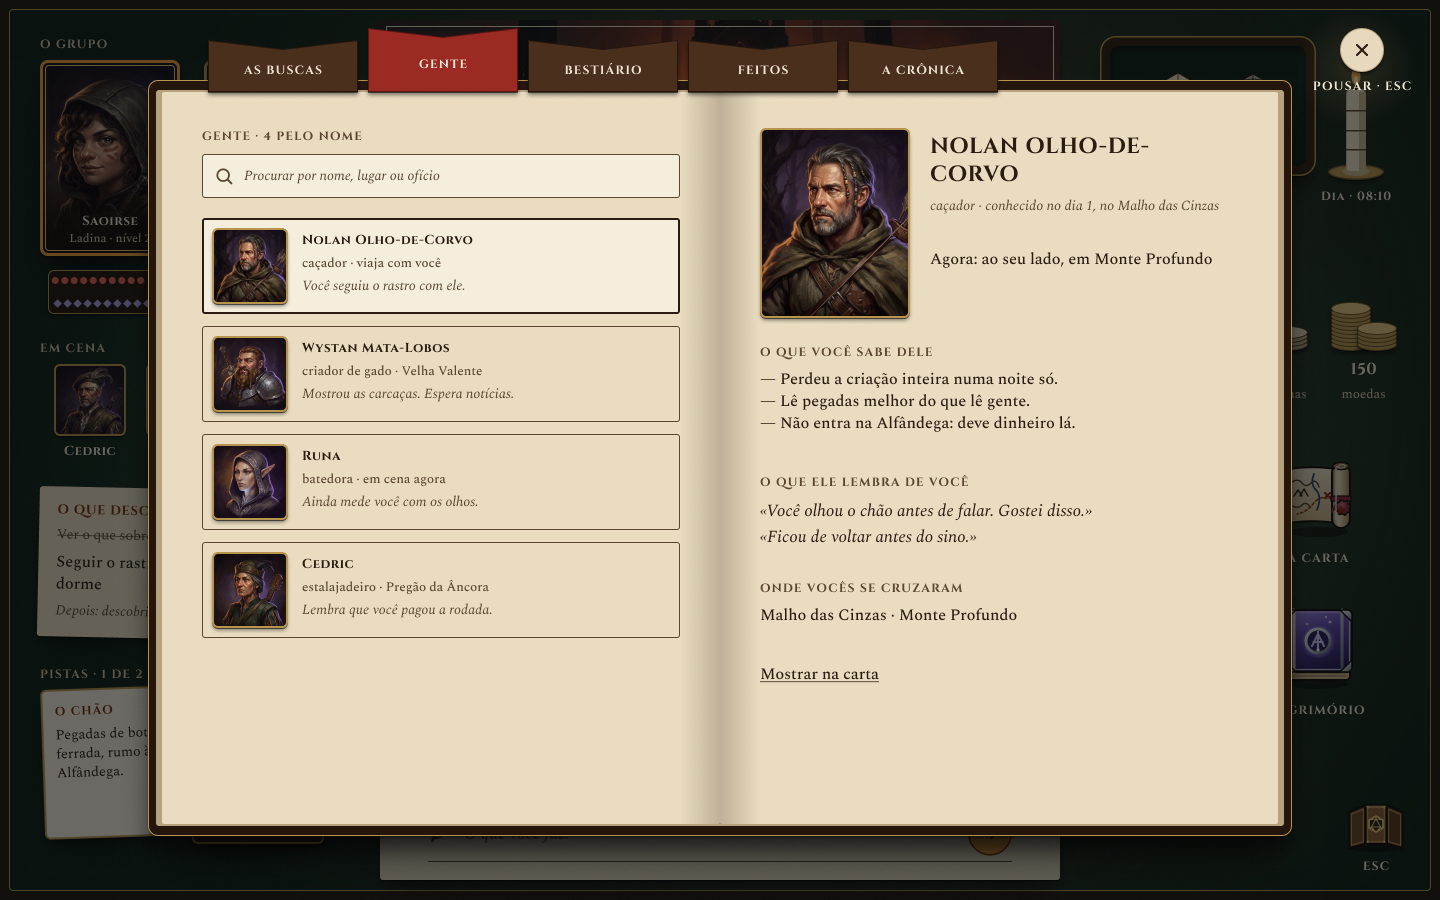 O GRUPO
AS BUSCAS
GENTE
BESTIÁRIO
FEITOS
A CRÔNICA
POUSAR · ESC
SAOIRSE
Ladina · nível 2
DIA · 08:10
EM CENA
CEDRIC
O QUE DESC
Ver o que sobr
Seguir o rast
dorme
Depois: descobri
PISTAS · 1 DE 2
O CHÃO
Pegadas de bot
ferrada, rumo à
Alfândega.
GENTE · 4 PELO NOME
Procurar por nome, lugar ou ofício
NOLAN OLHO-DE-CORVO
caçador · viaja com você
Você seguiu o rastro com ele.
WYSTAN MATA-LOBOS
criador de gado · Velha Valente
Mostrou as carcaças. Espera notícias.
RUNA
batedora · em cena agora
Ainda mede você com os olhos.
CEDRIC
estalajadeiro · Pregão da Âncora
Lembra que você pagou a rodada.
NOLAN OLHO-DE-
CORVO
caçador · conhecido no dia 1, no Malho das Cinzas
Agora: ao seu lado, em Monte Profundo
O QUE VOCÊ SABE DELE
— Perdeu a criação inteira numa noite só.
— Lê pegadas melhor do que lê gente.
— Não entra na Alfândega: deve dinheiro lá.
O QUE ELE LEMBRA DE VOCÊ
«Você olhou o chão antes de falar. Gostei disso.»
«Ficou de voltar antes do sino.»
ONDE VOCÊS SE CRUZARAM
Malho das Cinzas · Monte Profundo
Mostrar na carta
150
moedas
A CARTA
GRIMÓRIO
ESC